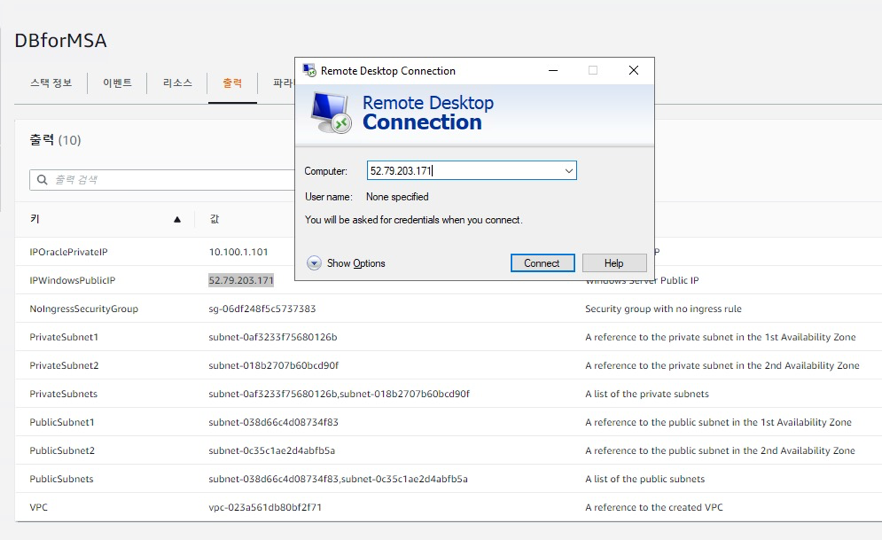 DBforMSA
스택 정보
이벤트
리소스
출력
출력 (10)
출력 검색
키
값
IPOraclePrivateIP 10.100.1.101 P
IPWindowsPublicIP 52.79.203.171 Windows Server Public IP
NoIngressSecurityGroup sg-06df248f5c5737383 Security group with no ingress rule
PrivateSubnet1 subnet-0af3233f75680126b A reference to the private subnet in the 1st Availability Zone
PrivateSubnet2 subnet-018b2707b60bcd90f A reference to the private subnet in the 2nd Availability Zone
PrivateSubnets subnet-0af3233f75680126b,subnet-018b2707b60bcd90f A list of the private subnets
PublicSubnet1 subnet-038d66c4d08734f83 A reference to the public subnet in the 1st Availability Zone
PublicSubnet2 subnet-0c35c1ae2d4abfb5a A reference to the public subnet in the 2nd Availability Zone
PublicSubnets subnet-038d66c4d08734f83,subnet-0c35c1ae2d4abfb5a A list of the public subnets
VPC vpc-023a561db80bf2f71 A reference to the created VPC
Remote Desktop Connection
Remote Desktop
Connection
Computer: 52.79.203.171
User name: None specified
You will be asked for credentials when you connect.
Show Options
Connect
Help